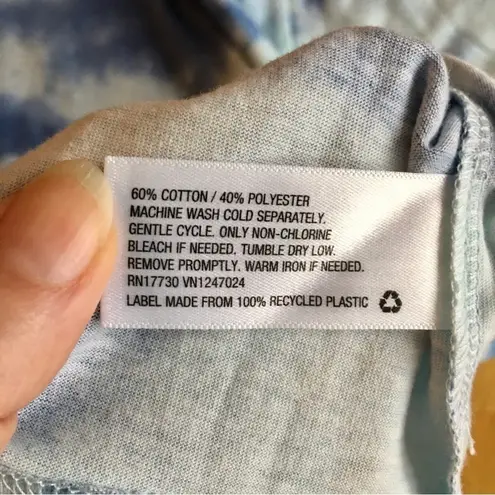 60% COTTON / 40% POLYESTER
MACHINE WASH COLD SEPARATELY.
GENTLE CYCLE. ONLY NON-CHLORINE
BLEACH IF NEEDED. TUMBLE DRY LOW.
REMOVE PROMPTLY. WARM IRON IF NEEDED.
RN17730 VN1247024
LABEL MADE FROM 100% RECYCLED PLASTIC